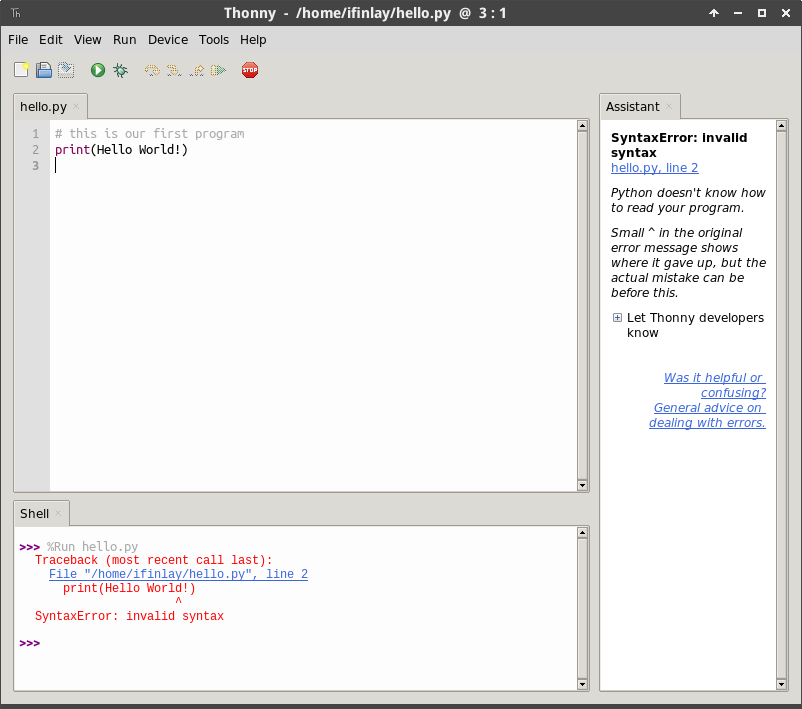 Th Thonny - /home/ifinlay/hello.py @ 3 : 1
File Edit View Run Device Tools Help
STOP
hello.py ×
1 # this is our first program
2 print(Hello World!)
3
Assistant ×
SyntaxError: invalid
syntax
hello.py, line 2
Python doesn't know how
to read your program.
Small ^ in the original
error message shows
where it gave up, but the
actual mistake can be
before this.
Let Thonny developers
know
Was it helpful or
confusing?
General advice on
dealing with errors.
Shell ×
>>> %Run hello.py
Traceback (most recent call last):
File "/home/ifinlay/hello.py", line 2
print(Hello World!)
^
SyntaxError: invalid syntax
>>>